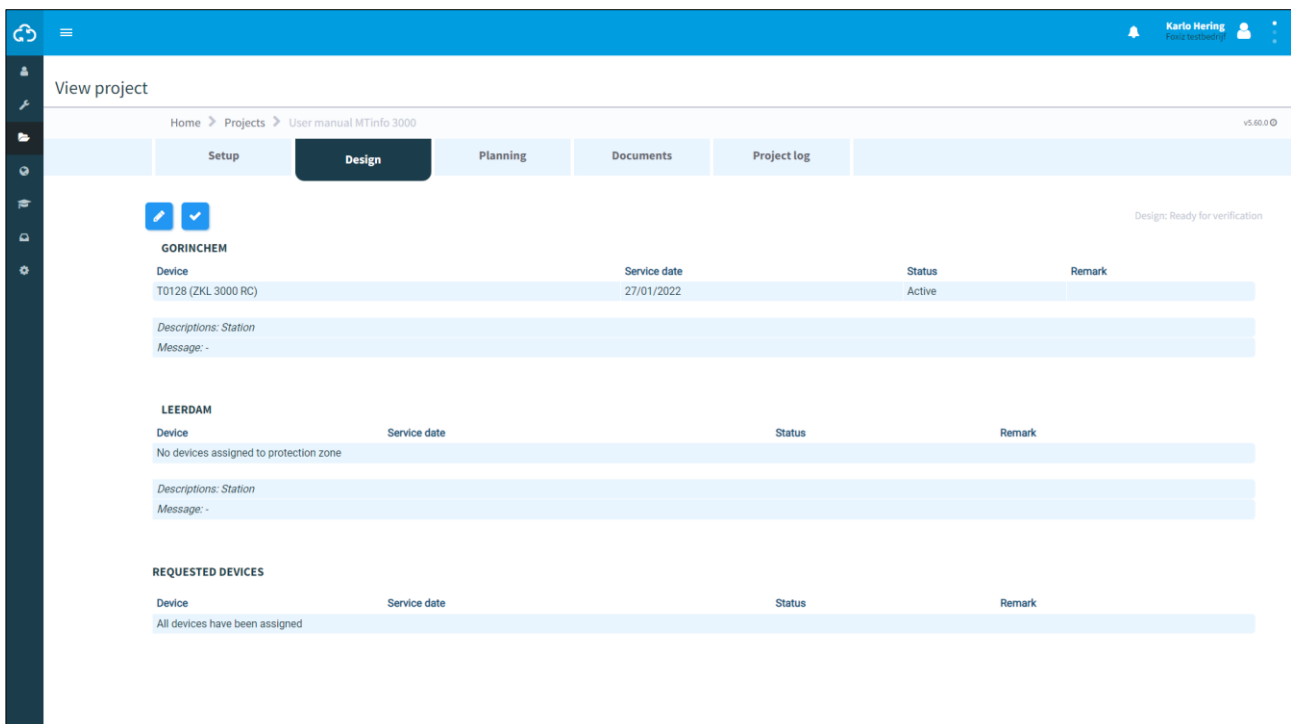 Karlo Hering
Foxiz testbedrijf
View project
Home Projects User manual MTinfo 3000 v5.60.0
Setup Design Planning Documents Project log
Design: Ready for verification
GORINCHEM
Device Service date Status Remark
T0128 (ZKL 3000 RC) 27/01/2022 Active
Descriptions: Station
Message: -
LEERDAM
Device Service date Status Remark
No devices assigned to protection zone
Descriptions: Station
Message: -
REQUESTED DEVICES
Device Service date Status Remark
All devices have been assigned